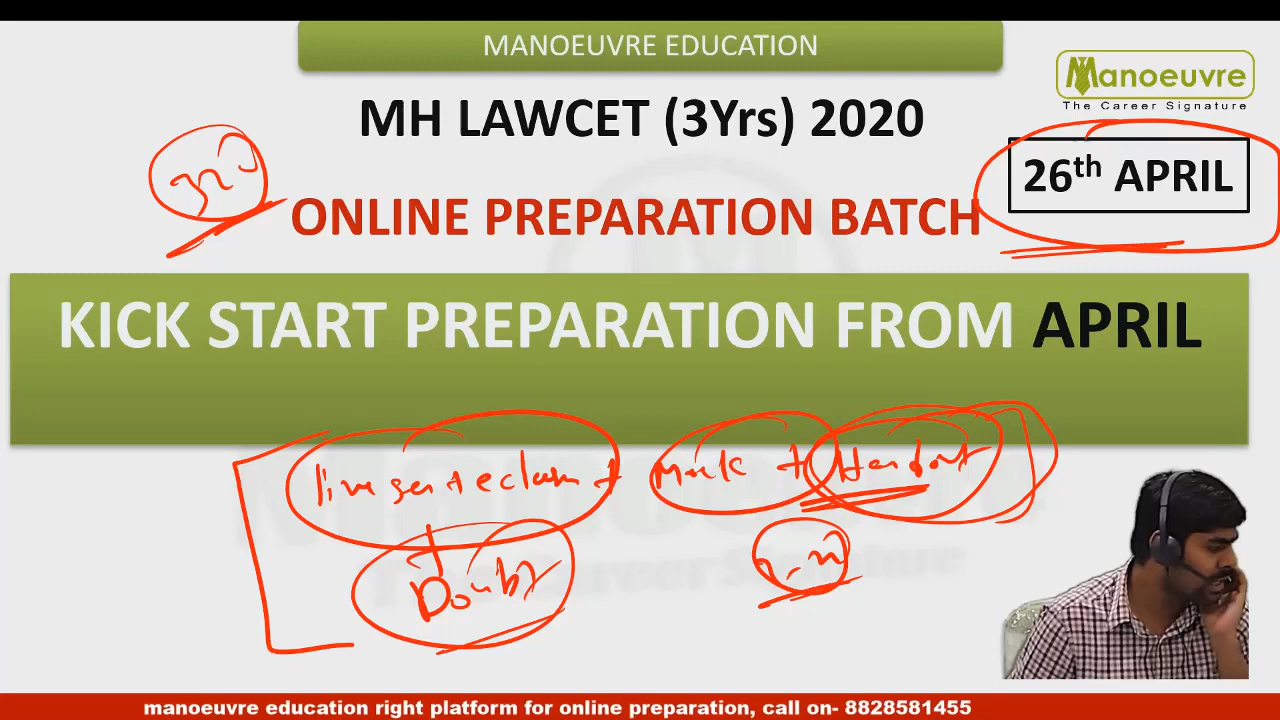 MANOEUVRE EDUCATION
Manoeuvre
The Career Signature
MH LAWCET (3Yrs) 2020
26th APRIL
ONLINE PREPARATION BATCH
KICK START PREPARATION FROM APRIL
live + Mock + Handout
Doubt
manoeuvre education right platform for online preparation, call on- 8828581455